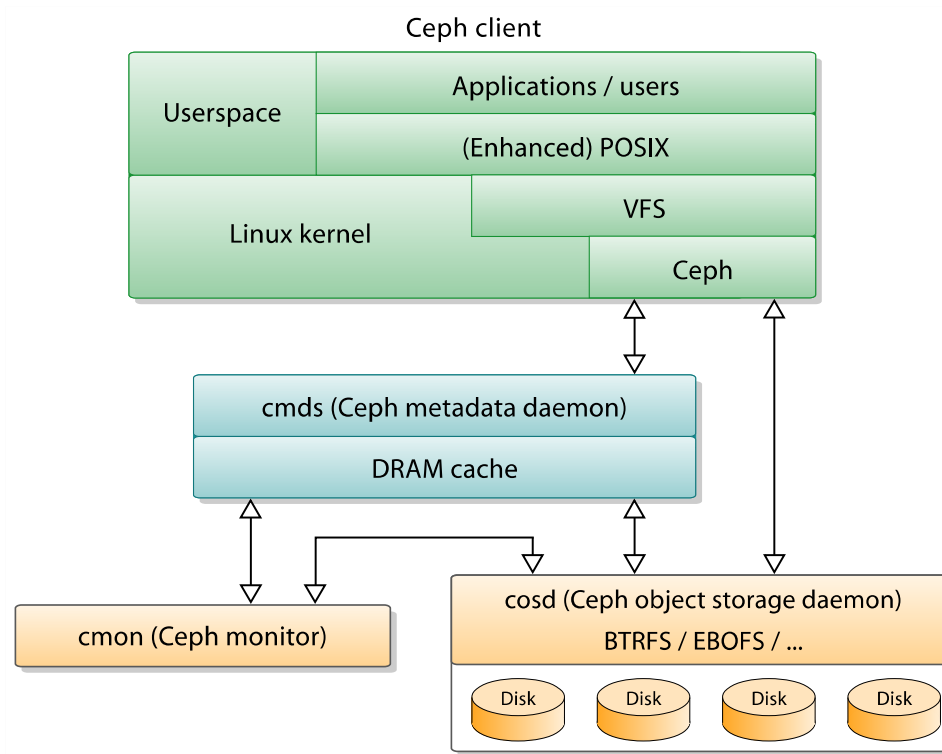 Ceph client
Userspace
Applications / users
(Enhanced) POSIX
Linux kernel
VFS
Ceph
cmds (Ceph metadata daemon)
DRAM cache
cmon (Ceph monitor)
cosd (Ceph object storage daemon)
BTRFS / EBOFS / ...
Disk
Disk
Disk
Disk